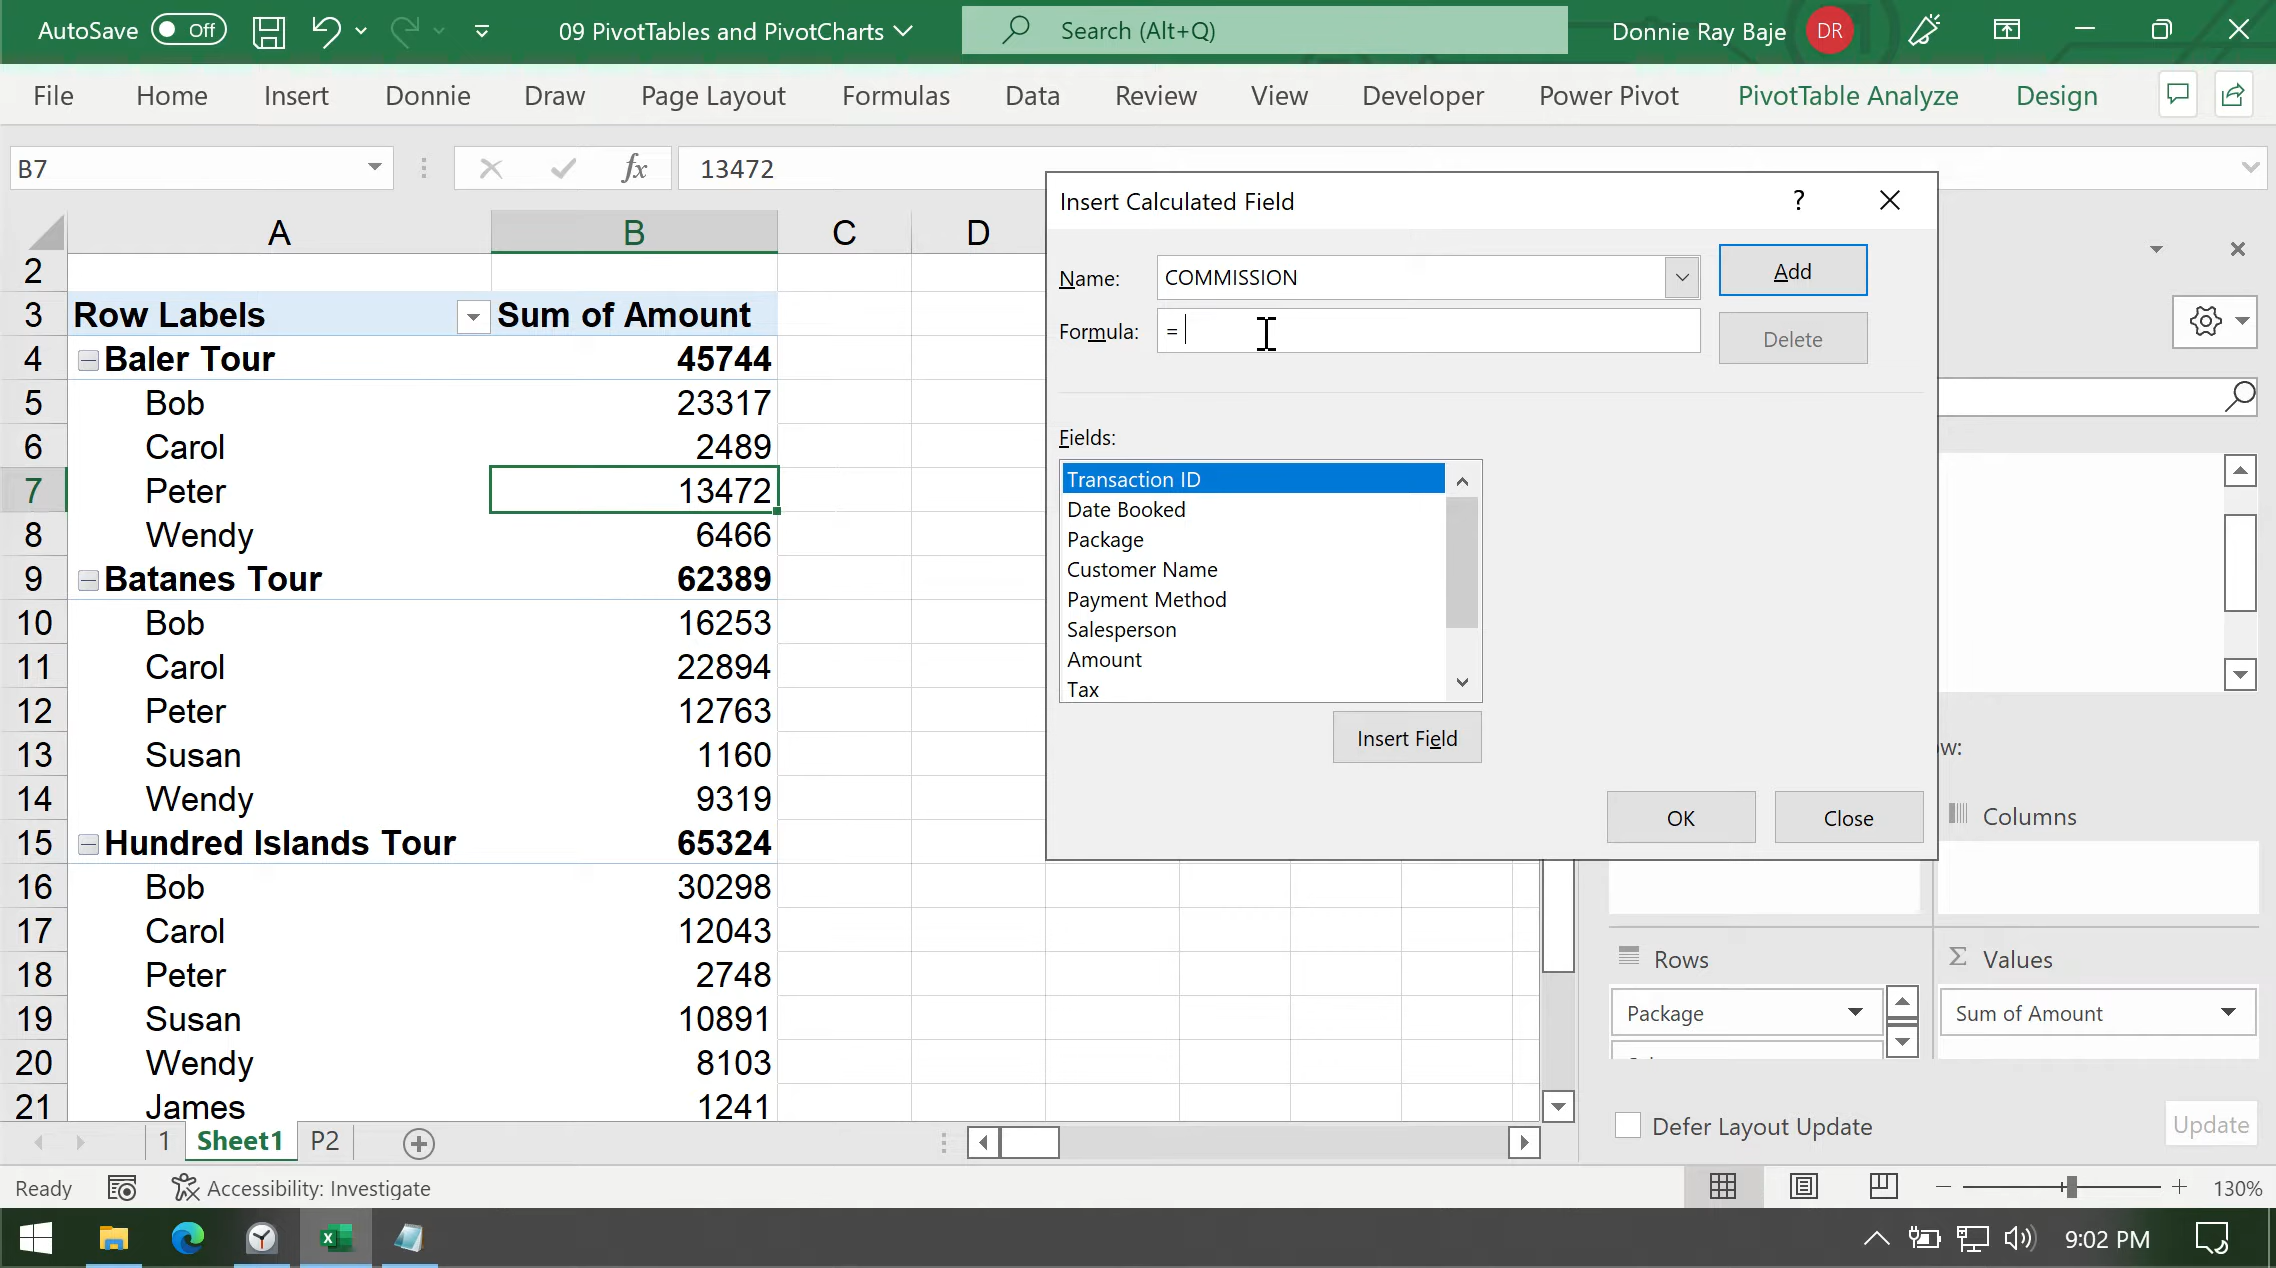 AutoSave Off 09 PivotTables and PivotCharts Search (Alt+Q) Donnie Ray Baje DR
File Home Insert Donnie Draw Page Layout Formulas Data Review View Developer Power Pivot PivotTable Analyze Design
B7 fx 13472
Insert Calculated Field ?
Name: COMMISSION Add
Formula: = Delete
Fields:
Transaction ID
Date Booked
Package
Customer Name
Payment Method
Salesperson
Amount
Tax
Insert Field
OK Close
A B C D
2
3 Row Labels Sum of Amount
4 Baler Tour 45744
5 Bob 23317
6 Carol 2489
7 Peter 13472
8 Wendy 6466
9 Batanes Tour 62389
10 Bob 16253
11 Carol 22894
12 Peter 12763
13 Susan 1160
14 Wendy 9319
15 Hundred Islands Tour 65324
16 Bob 30298
17 Carol 12043
18 Peter 2748
19 Susan 10891
20 Wendy 8103
21 James 1241
Columns
Rows Σ Values
Package Sum of Amount
Defer Layout Update Update
1 Sheet1 P2
Ready Accessibility: Investigate 130%
9:02 PM